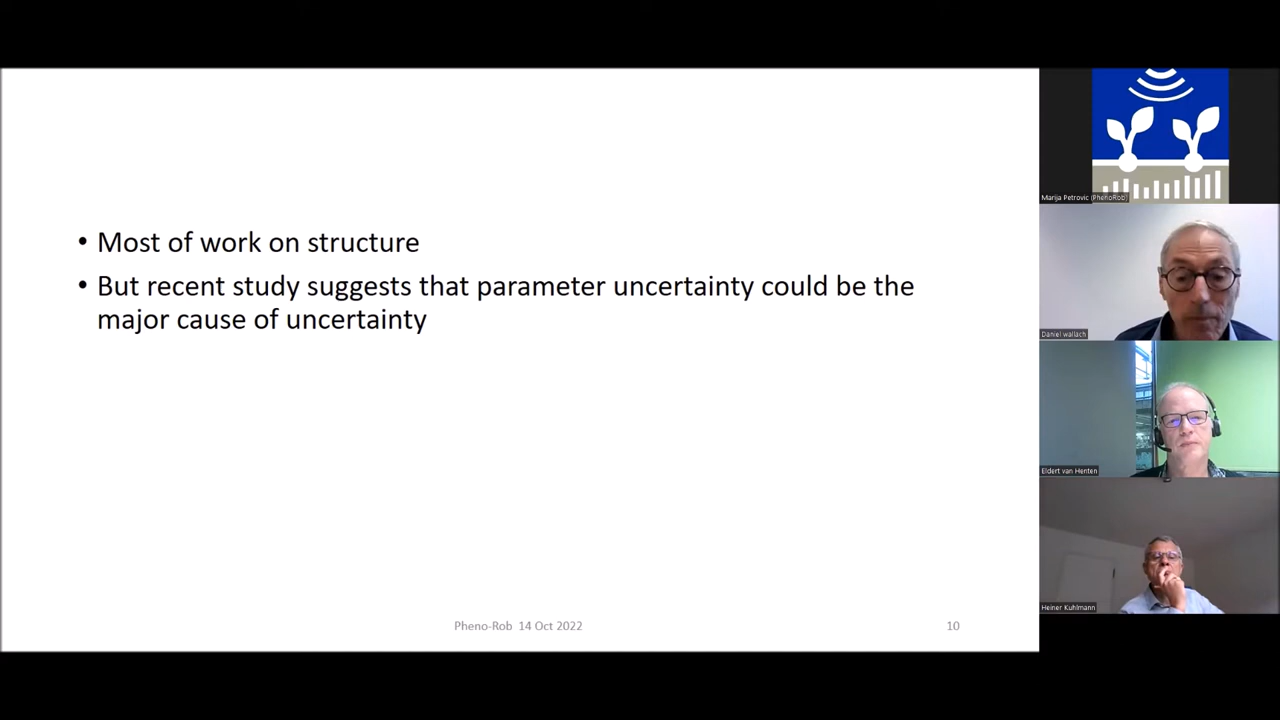 • Most of work on structure
• But recent study suggests that parameter uncertainty could be the
major cause of uncertainty
Pheno-Rob 14 Oct 2022
10
Marija Petrovic (PhenoRob)
Daniel wallach
Eldert van Henten
Heiner Kuhlmann